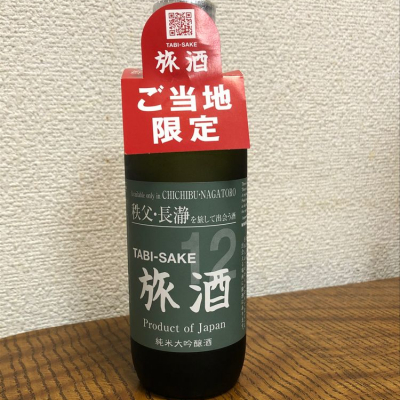 TABI-SAKE
旅酒
ご当地
限定
Available only in CHICHIBU・NAGATORO
秩父・長瀞を旅して出会う酒
12
TABI-SAKE
旅酒
Product of Japan
純米大吟醸酒